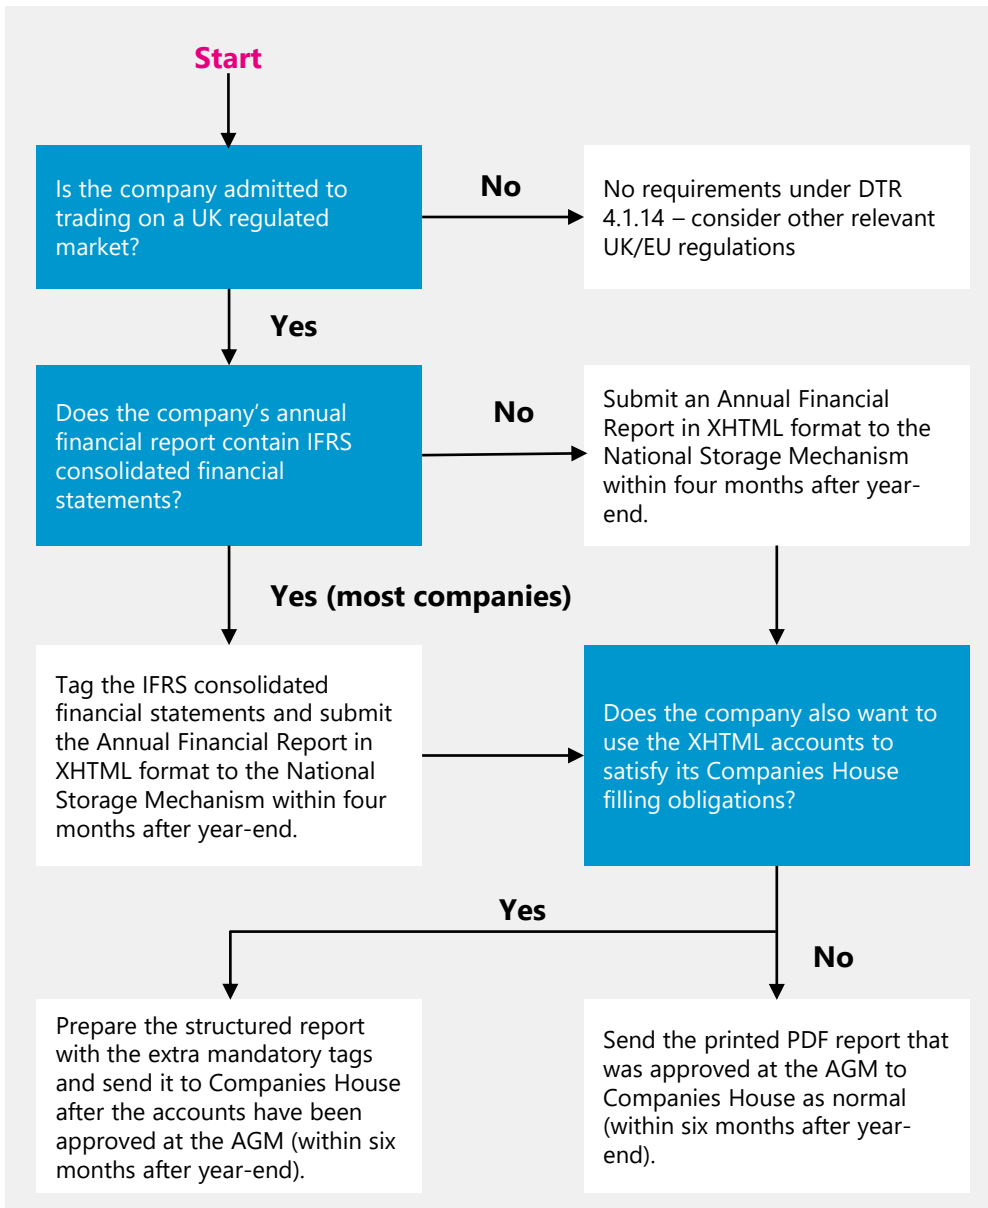 Start
Is the company admitted to
trading on a UK regulated
market?
No
No requirements under DTR
4.1.14 – consider other relevant
UK/EU regulations
Yes
Does the company’s annual
financial report contain IFRS
consolidated financial
statements?
No
Submit an Annual Financial
Report in XHTML format to the
National Storage Mechanism
within four months after year-
end.
Yes (most companies)
Tag the IFRS consolidated
financial statements and submit
the Annual Financial Report in
XHTML format to the National
Storage Mechanism within four
months after year-end.
Does the company also want to
use the XHTML accounts to
satisfy its Companies House
filling obligations?
Yes
No
Prepare the structured report
with the extra mandatory tags
and send it to Companies House
after the accounts have been
approved at the AGM (within six
months after year-end).
Send the printed PDF report that
was approved at the AGM to
Companies House as normal
(within six months after year-
end).